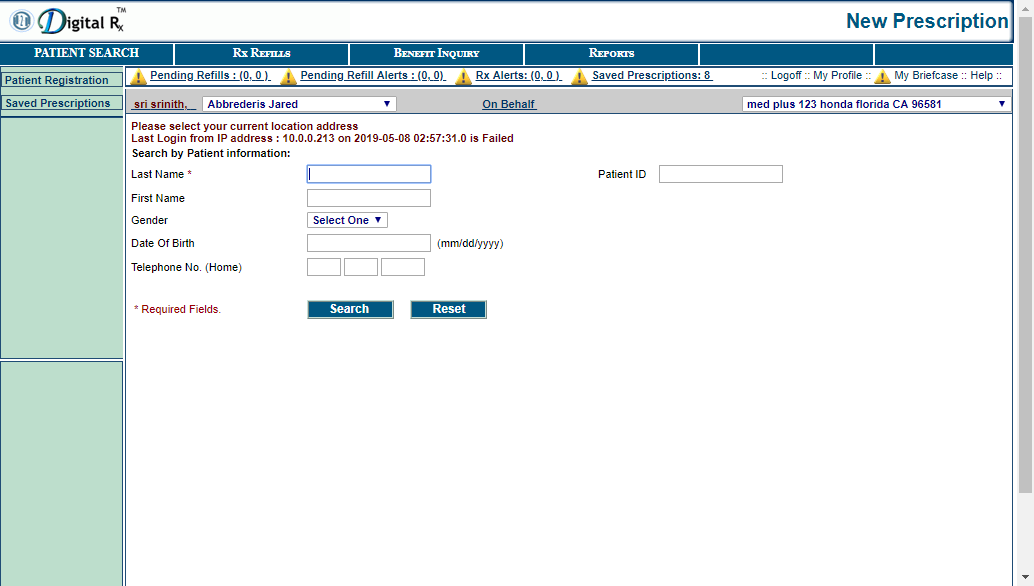 Digital Rx TM
New Prescription
PATIENT SEARCH
RX REFILLS
BENEFIT INQUIRY
REPORTS
Patient Registration
Saved Prescriptions
Pending Refills : (0, 0 )
Pending Refill Alerts : (0, 0)
Rx Alerts: (0, 0 )
Saved Prescriptions: 8
:: Logoff :: My Profile :: My Briefcase :: Help ::
sri srinith,
Abbrederis Jared
On Behalf
med plus 123 honda florida CA 96581
Please select your current location address
Last Login from IP address : 10.0.0.213 on 2019-05-08 02:57:31.0 is Failed
Search by Patient information:
Last Name *
Patient ID
First Name
Gender
Select One
Date Of Birth
(mm/dd/yyyy)
Telephone No. (Home)
* Required Fields.
Search
Reset